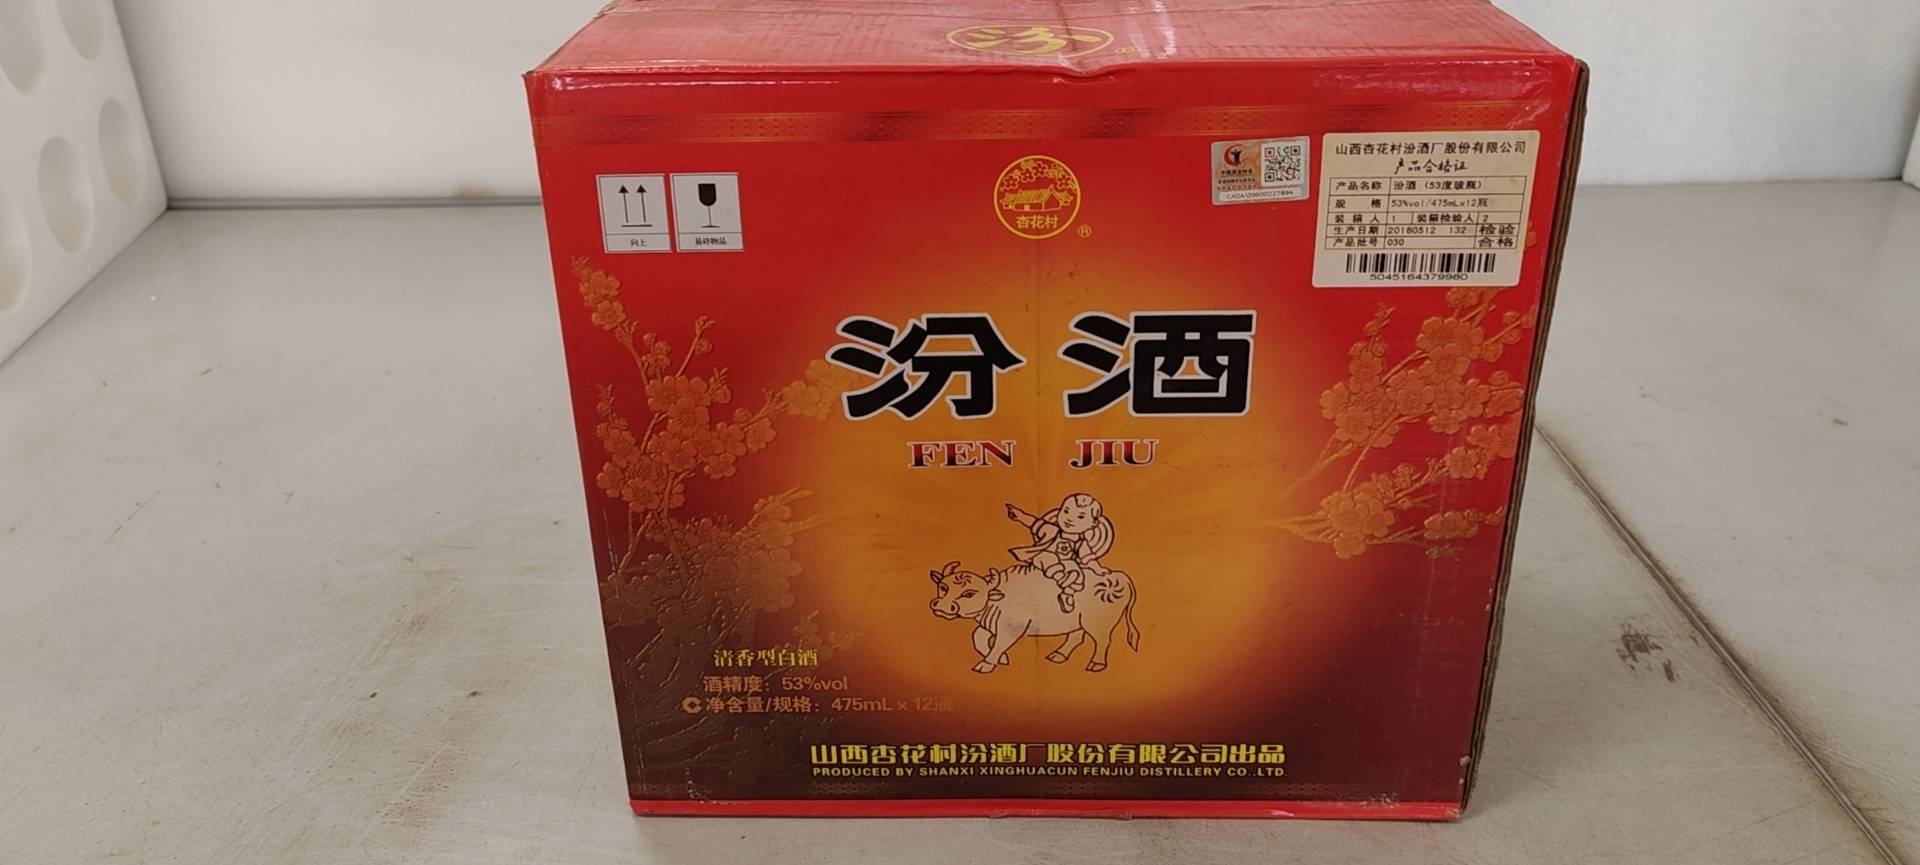 汾
杏花村
®
向上
易碎物品
CADA139600227894
山西杏花村汾酒厂股份有限公司
产品合格证
产品名称 汾酒 (53度玻瓶)
规 格 53%vol/475mL×12瓶
装箱人 1 装箱检验人 2
生产日期 20160512 132 检验
产品批号 030 合格
5045164379980
汾酒
FEN JIU
清香型白酒
酒精度：53%vol
净含量/规格：475mL×12瓶
山西杏花村汾酒厂股份有限公司出品
PRODUCED BY SHANXI XINGHUACUN FENJIU DISTILLERY CO.,LTD.